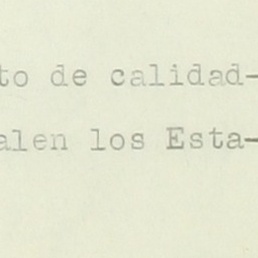 to de calidad-
alen los Esta-